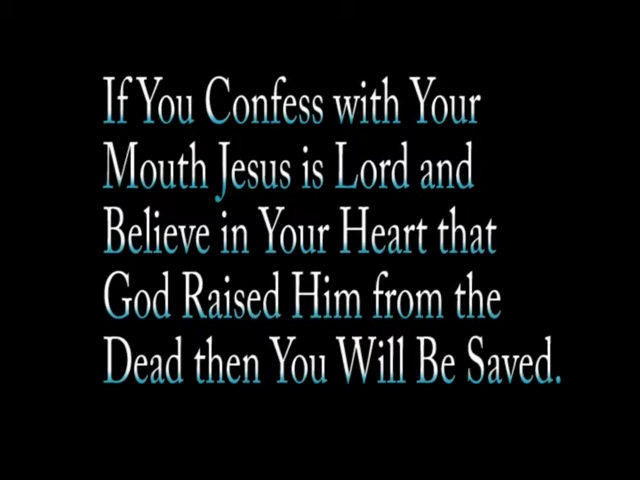 If You Confess with Your
Mouth Jesus is Lord and
Believe in Your Heart that
God Raised Him from the
Dead then You Will Be Saved.